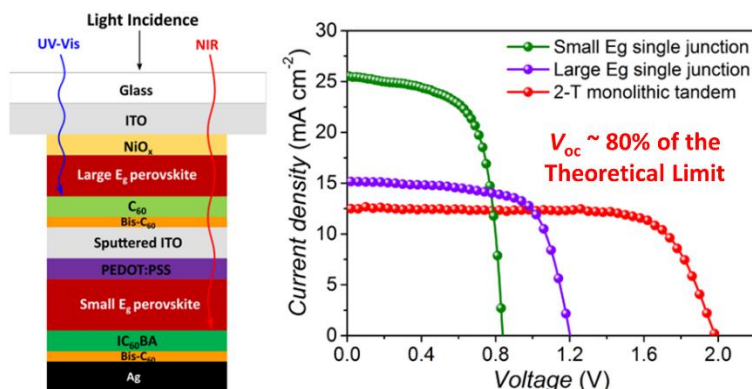 Light Incidence
UV-Vis
NIR
Glass
ITO
NiOx
Large Eg perovskite
C60
Bis-C60
Sputtered ITO
PEDOT:PSS
Small Eg perovskite
IC60BA
Bis-C60
Ag
Current density (mA cm-2)
30
25
20
15
10
5
0
0.0
0.4
0.8
1.2
1.6
2.0
Voltage (V)
Small Eg single junction
Large Eg single junction
2-T monolithic tandem
Voc ~ 80% of the
Theoretical Limit